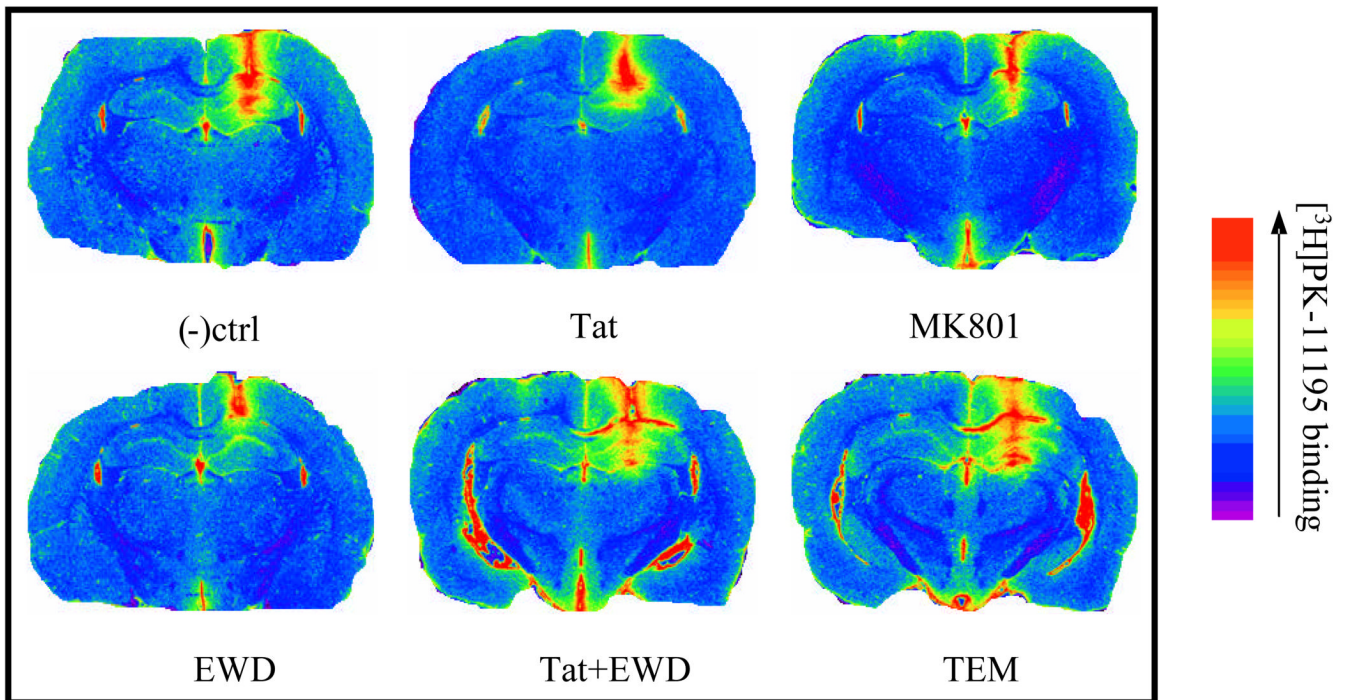 (-)ctrl
Tat
MK801
EWD
Tat+EWD
TEM
[³H]PK-11195 binding